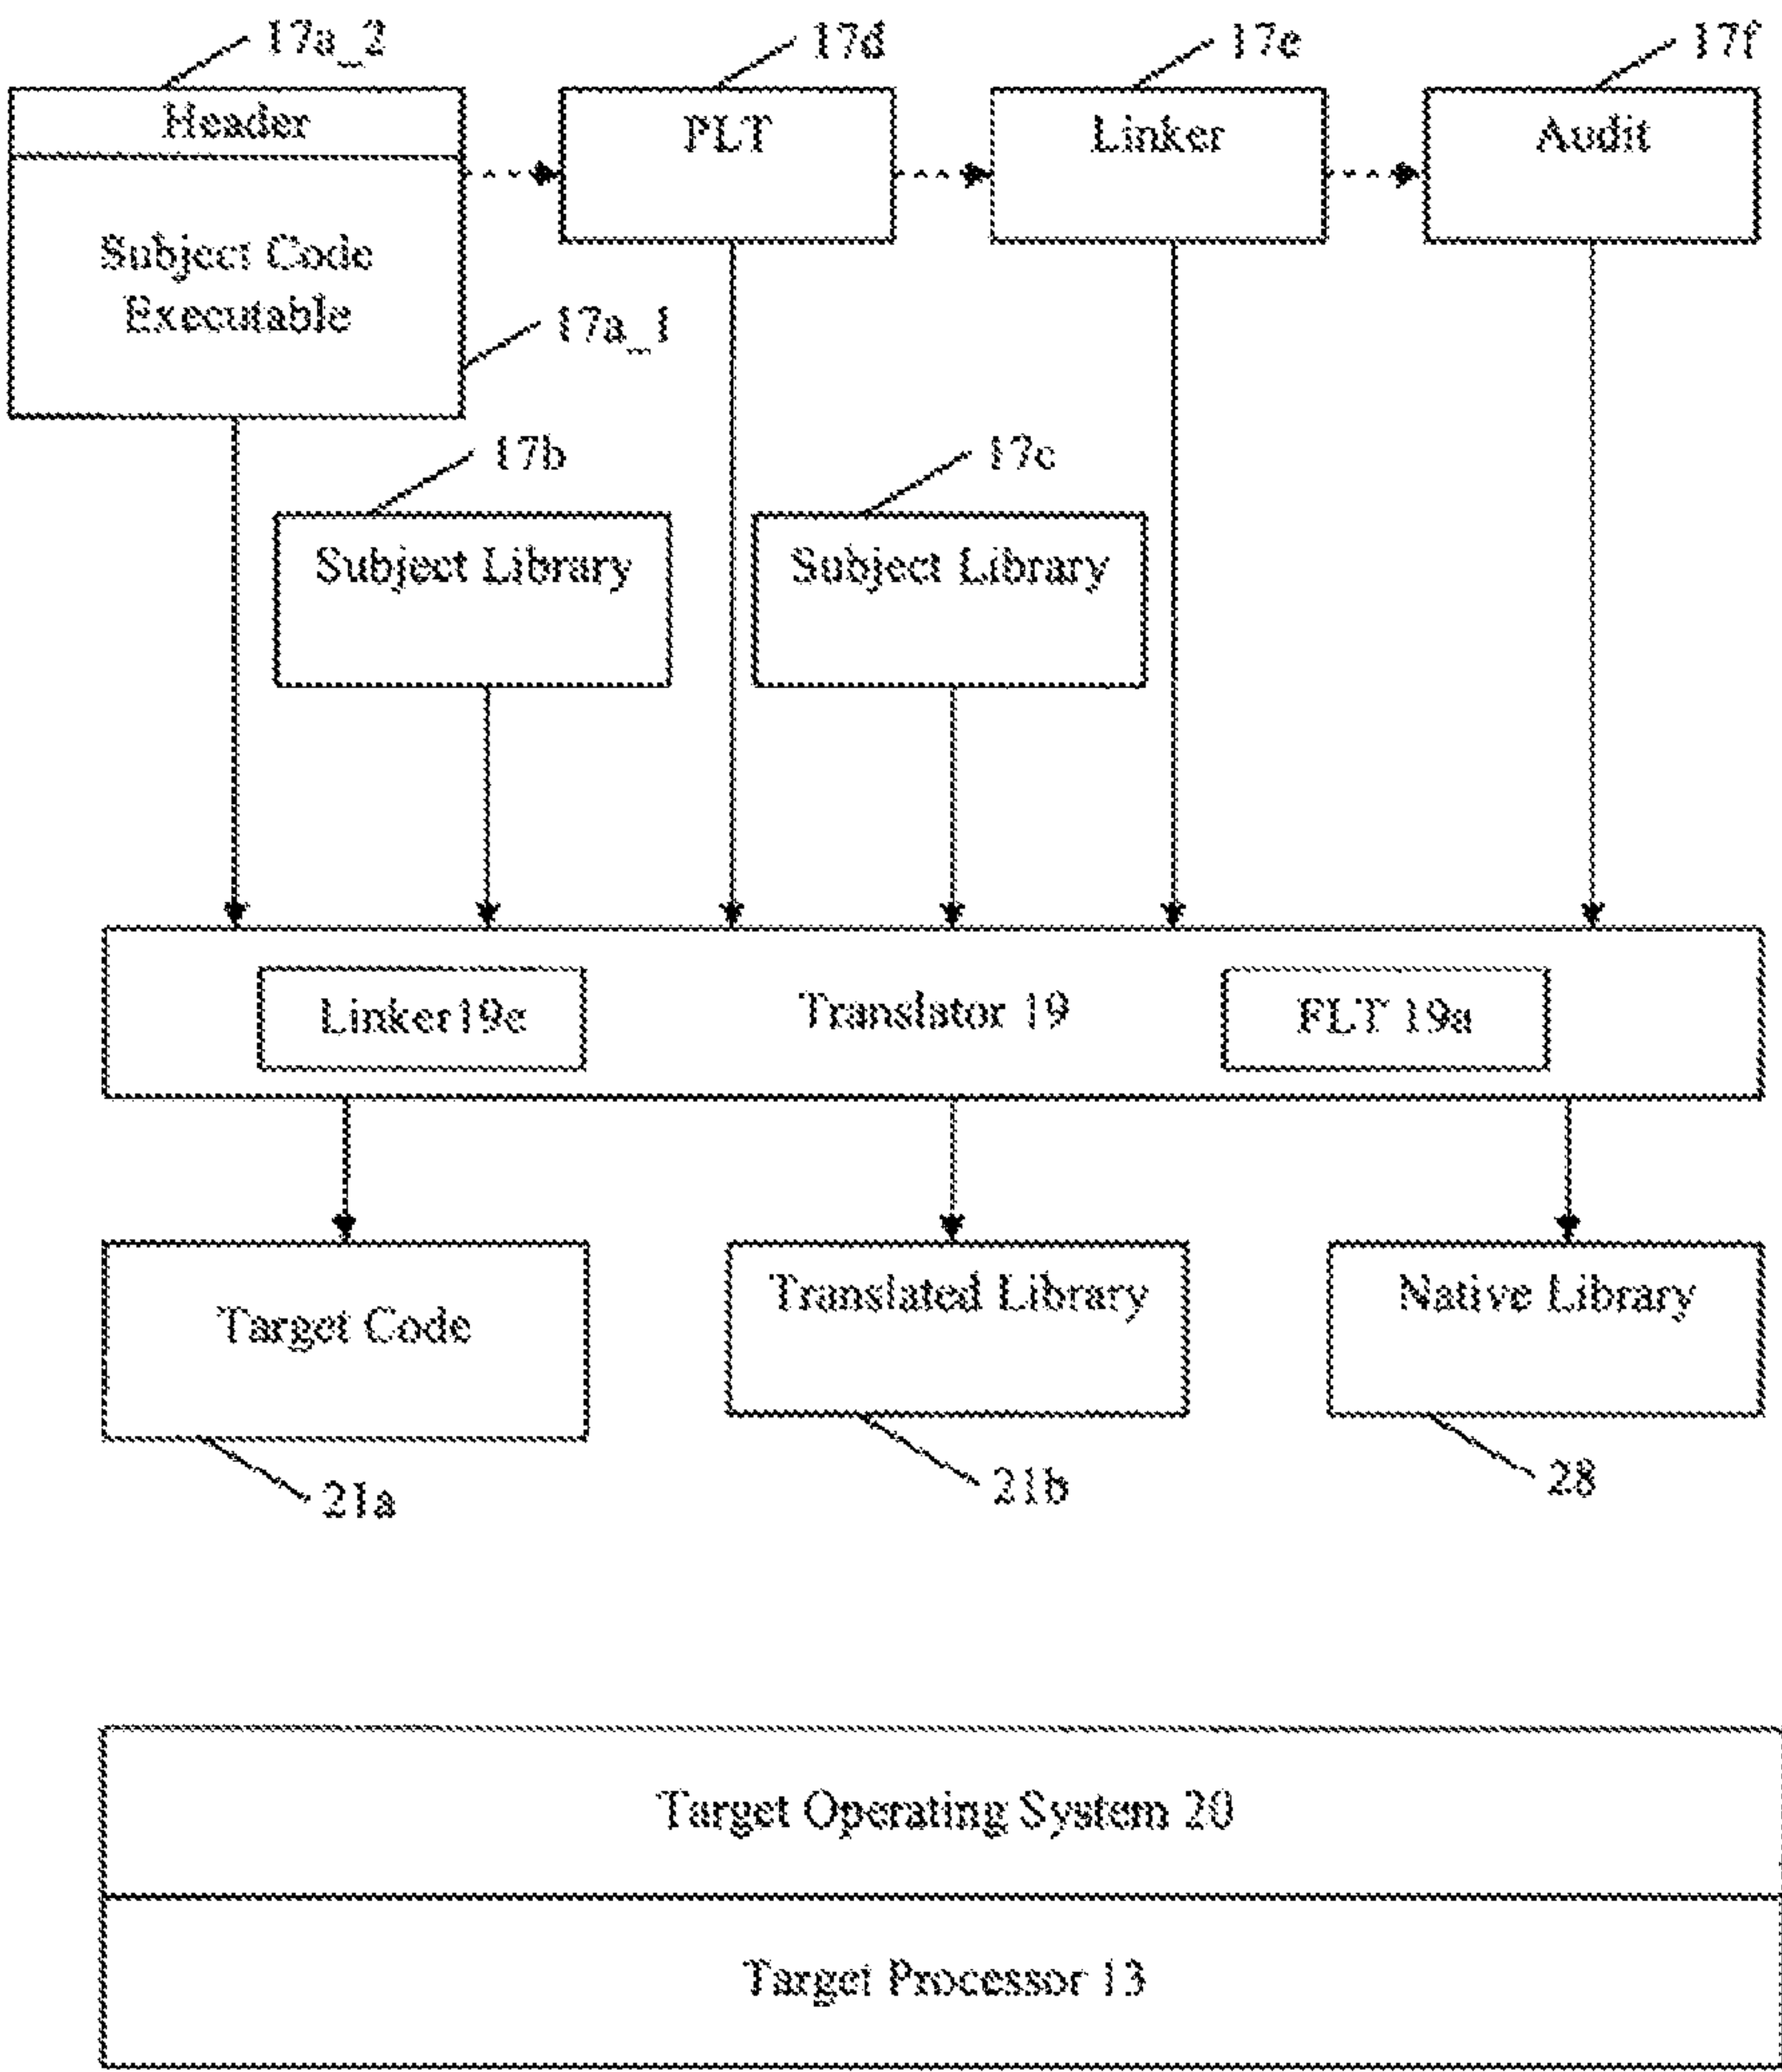 17a_2
17d
17e
17f
Header
PLT
Linker
Audit
Subject Code
Executable
17a_1
17b
17c
Subject Library
Subject Library
Linker19e
Translator 19
FLT 19a
Target Code
Translated Library
Native Library
21a
21b
28
Target Operating System 20
Target Processor 13